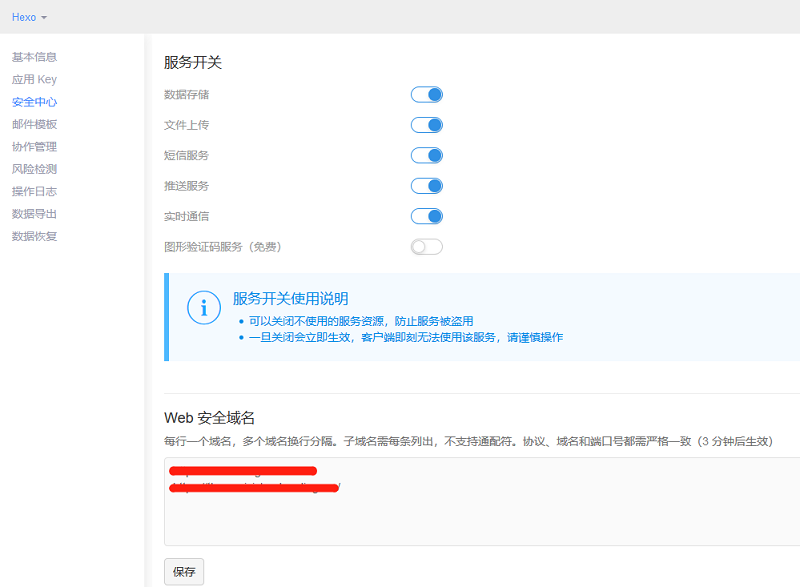 Hexo
基本信息
应用 Key
安全中心
邮件模板
协作管理
风险检测
操作日志
数据导出
数据恢复
服务开关
数据存储
文件上传
短信服务
推送服务
实时通信
图形验证码服务（免费）
服务开关使用说明
可以关闭不使用的服务资源，防止服务被盗用
一旦关闭会立即生效，客户端即刻无法使用该服务，请谨慎操作
Web 安全域名
每行一个域名，多个域名换行分隔。子域名需每条列出，不支持通配符。协议、域名和端口号都需严格一致（3 分钟后生效）
保存